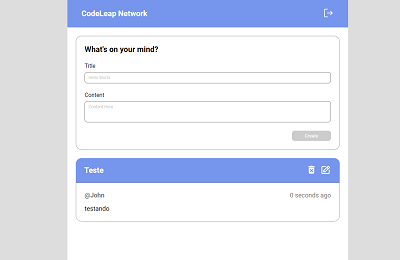 CodeLeap Network
What's on your mind?
Title
Hello World
Content
Content Here
Create
Teste
@John 0 seconds ago
testando